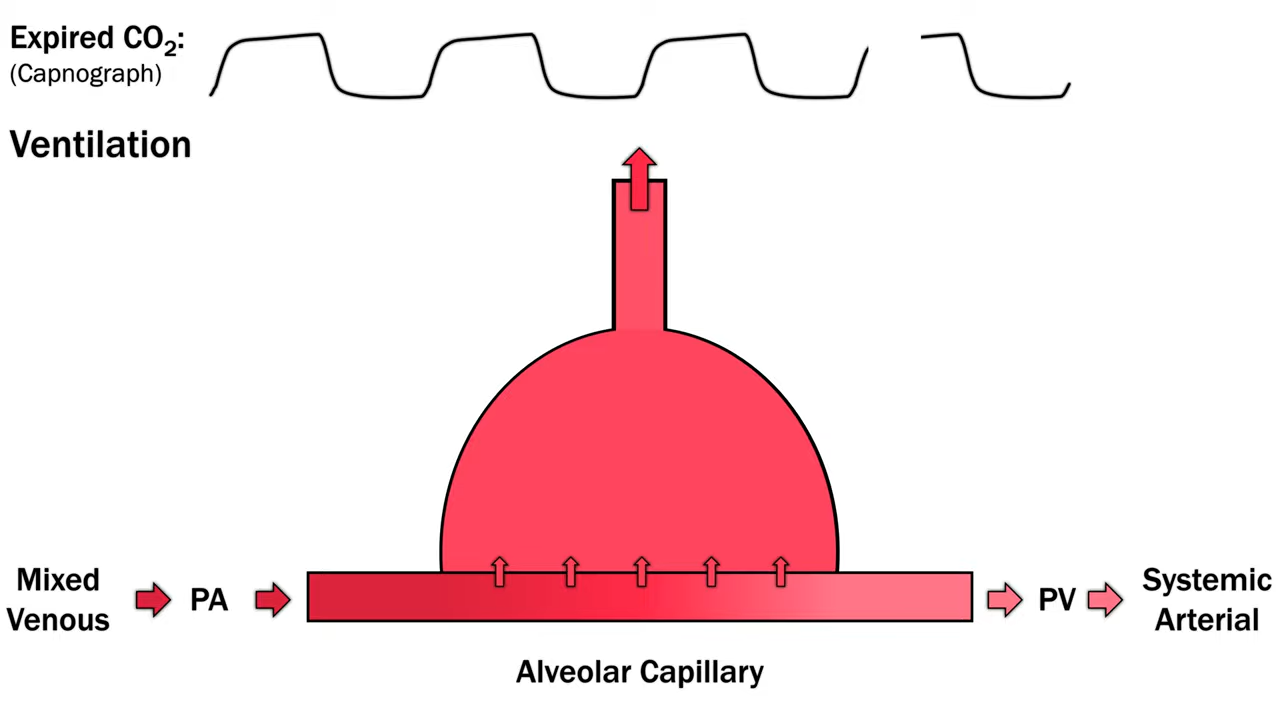 Expired CO₂:
(Capnograph)
Ventilation
Mixed
Venous
PA
PV
Systemic
Arterial
Alveolar Capillary